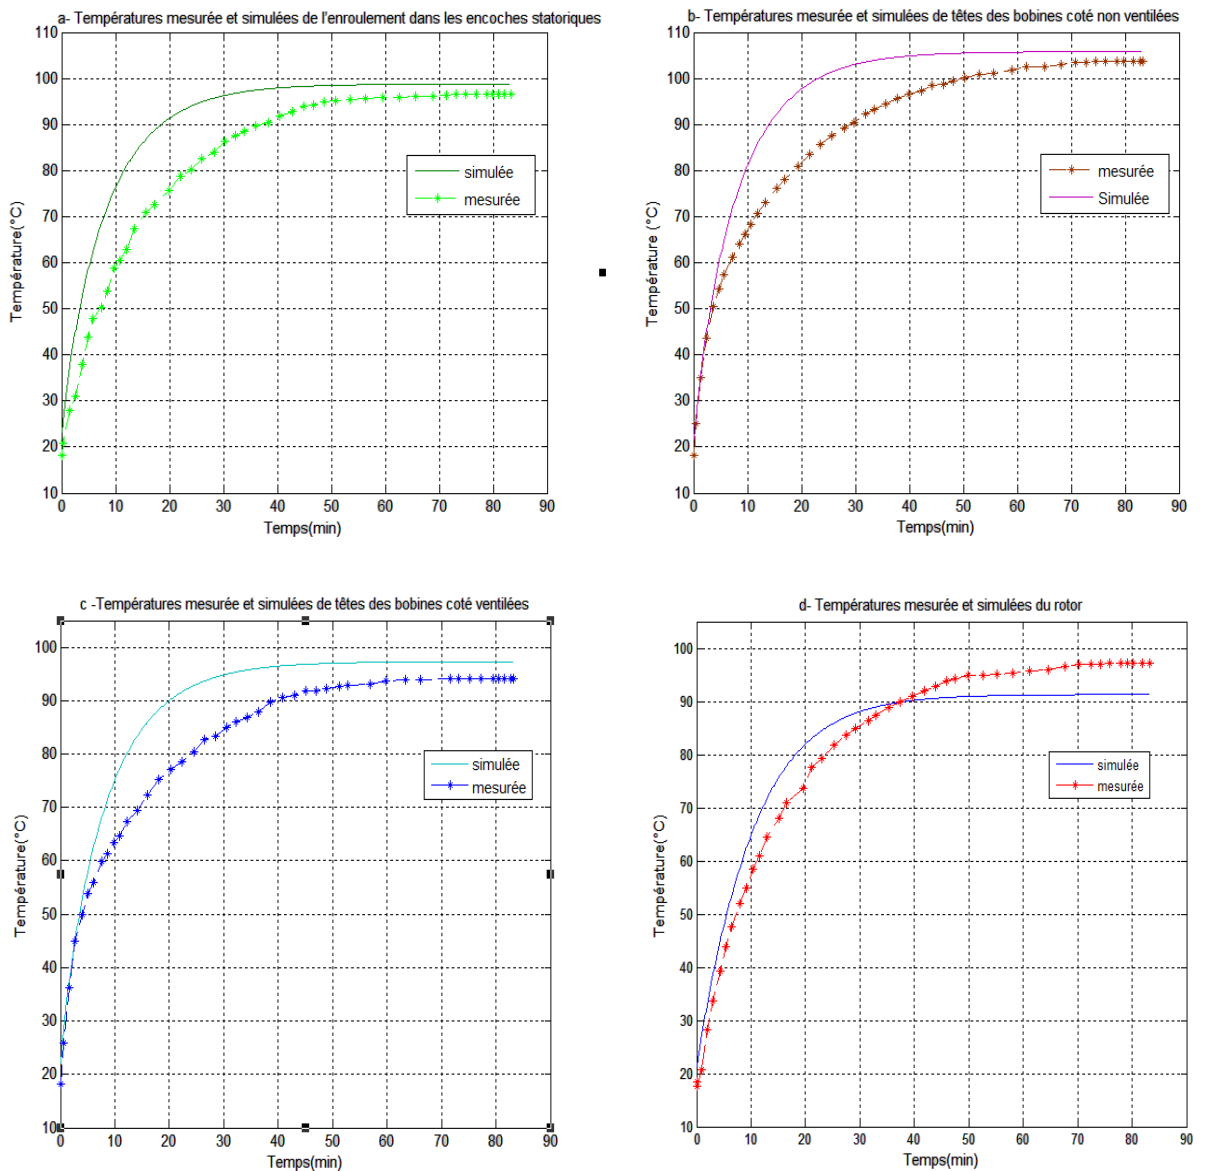 a- Températures mesurée et simulées de l'enroulement dans les encoches statoriques
110
100
90
80
70
60
50
40
30
20
10
Température(°C)
simulée
mesurée
0 10 20 30 40 50 60 70 80 90
Temps(min)
b- Températures mesurée et simulées de têtes des bobines coté non ventilées
110
100
90
80
70
60
50
40
30
20
10
Température (°C)
mesurée
Simulée
0 10 20 30 40 50 60 70 80 90
Temps(min)
c -Températures mesurée et simulées de têtes des bobines coté ventilées
100
90
80
70
60
50
40
30
20
10
Température(°C)
simulée
mesurée
0 10 20 30 40 50 60 70 80 90
Temps(min)
d- Températures mesurée et simulées du rotor
100
90
80
70
60
50
40
30
20
10
Température(°C)
simulée
mesurée
0 10 20 30 40 50 60 70 80 90
Temps(min)